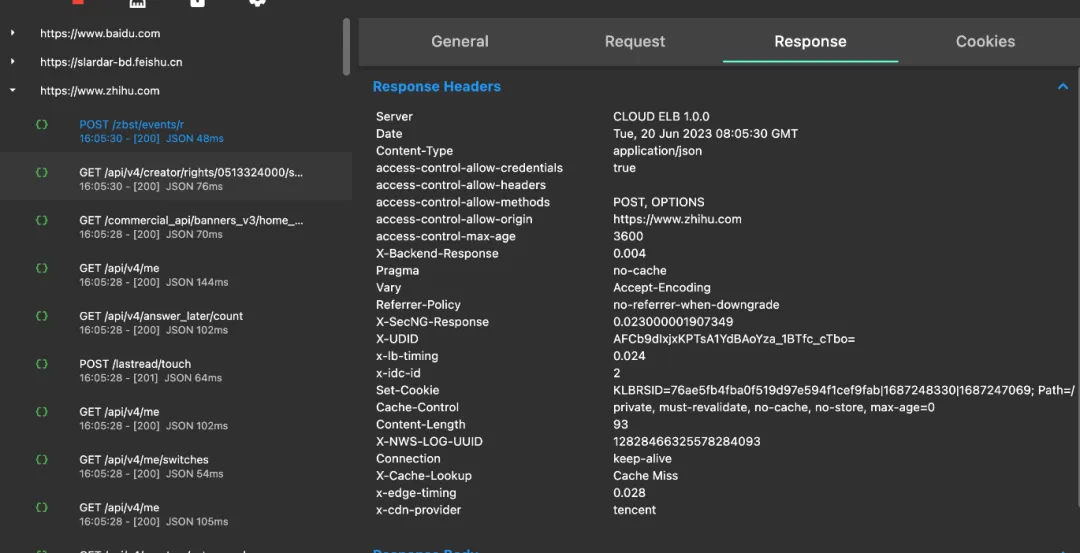 https://www.baidu.com
https://slardar-bd.feishu.cn
https://www.zhihu.com
POST /zbst/events/r
16:05:30 - [200] JSON 48ms
GET /api/v4/creator/rights/0513324000/s...
16:05:30 - [200] JSON 76ms
GET /commercial_api/banners_v3/home_...
16:05:28 - [200] JSON 70ms
GET /api/v4/me
16:05:28 - [200] JSON 144ms
GET /api/v4/answer_later/count
16:05:28 - [200] JSON 102ms
POST /lastread/touch
16:05:28 - [201] JSON 64ms
GET /api/v4/me
16:05:28 - [200] JSON 102ms
GET /api/v4/me/switches
16:05:28 - [200] JSON 54ms
GET /api/v4/me
16:05:28 - [200] JSON 105ms
General Request Response Cookies
Response Headers
Server CLOUD ELB 1.0.0
Date Tue, 20 Jun 2023 08:05:30 GMT
Content-Type application/json
access-control-allow-credentials true
access-control-allow-headers
access-control-allow-methods POST, OPTIONS
access-control-allow-origin https://www.zhihu.com
access-control-max-age 3600
X-Backend-Response 0.004
Pragma no-cache
Vary Accept-Encoding
Referrer-Policy no-referrer-when-downgrade
X-SecNG-Response 0.023000001907349
X-UDID AFCb9dIxjxKPTsA1YdBAoYza_1BTfc_cTbo=
x-lb-timing 0.024
x-idc-id 2
Set-Cookie KLBRSID=76ae5fb4fba0f519d97e594f1cef9fab|1687248330|1687247069; Path=/
Cache-Control private, must-revalidate, no-cache, no-store, max-age=0
Content-Length 93
X-NWS-LOG-UUID 12828466325578284093
Connection keep-alive
X-Cache-Lookup Cache Miss
x-edge-timing 0.028
x-cdn-provider tencent
Response Body